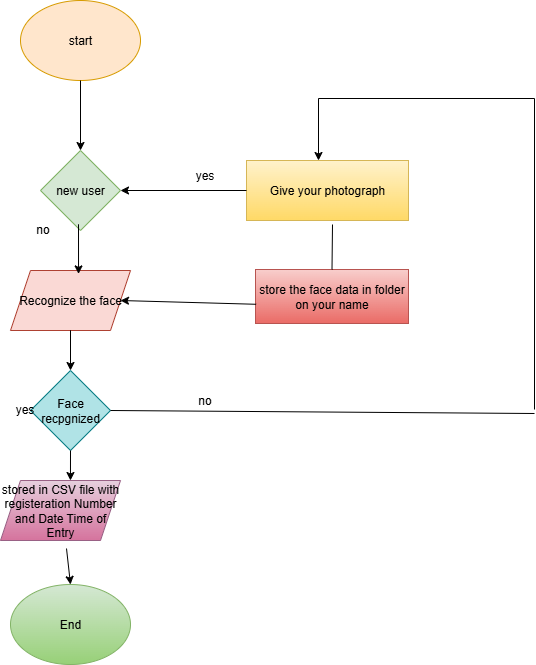 start
new user
yes
Give your photograph
no
Recognize the face
store the face data in folder
on your name
Face
recpgnized
yes
no
stored in CSV file with
registeration Number
and Date Time of
Entry
End